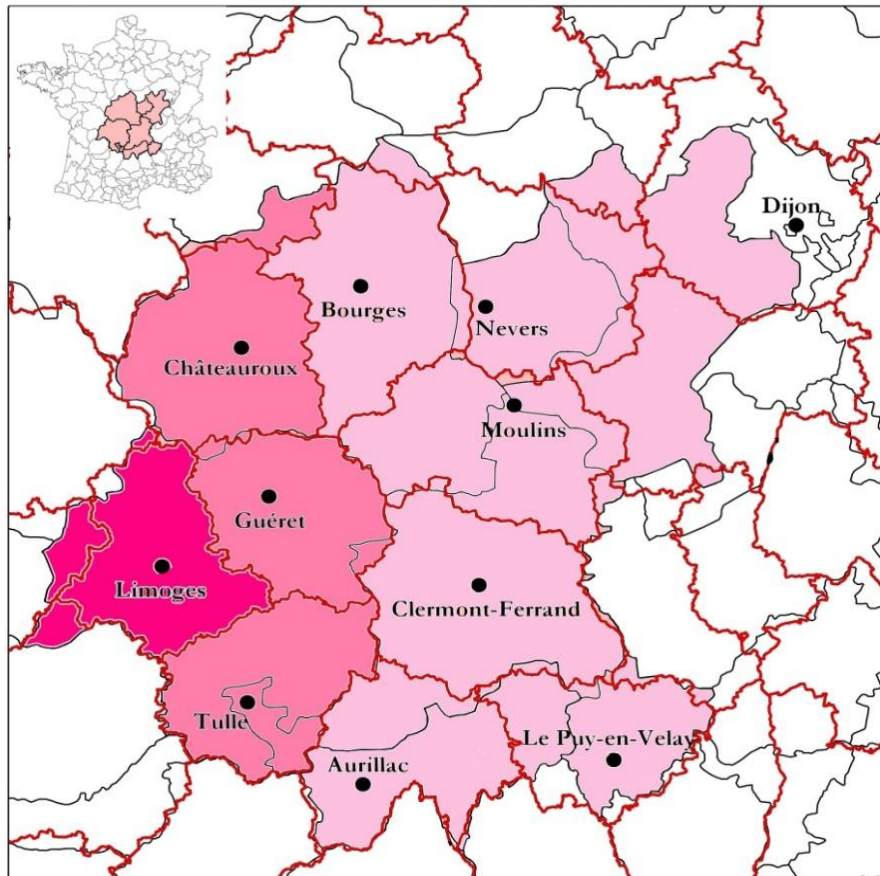 Dijon
Bourges
Nevers
Châteauroux
Moulins
Guéret
Limoges
Clermont-Ferrand
Tulle
Le Puy-en-Velay
Aurillac